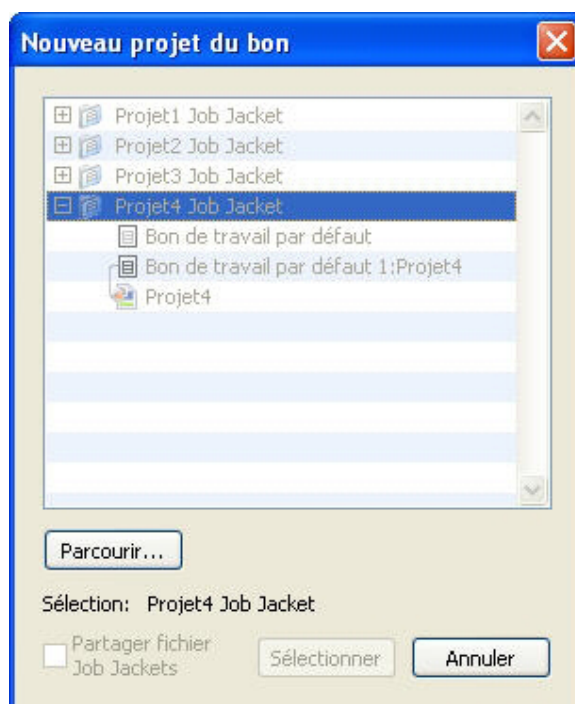 Nouveau projet du bon
Projet1 Job Jacket
Projet2 Job Jacket
Projet3 Job Jacket
Projet4 Job Jacket
Bon de travail par défaut
Bon de travail par défaut 1:Projet4
Projet4
Parcourir...
Sélection: Projet4 Job Jacket
Partager fichier
Job Jackets
Sélectionner
Annuler